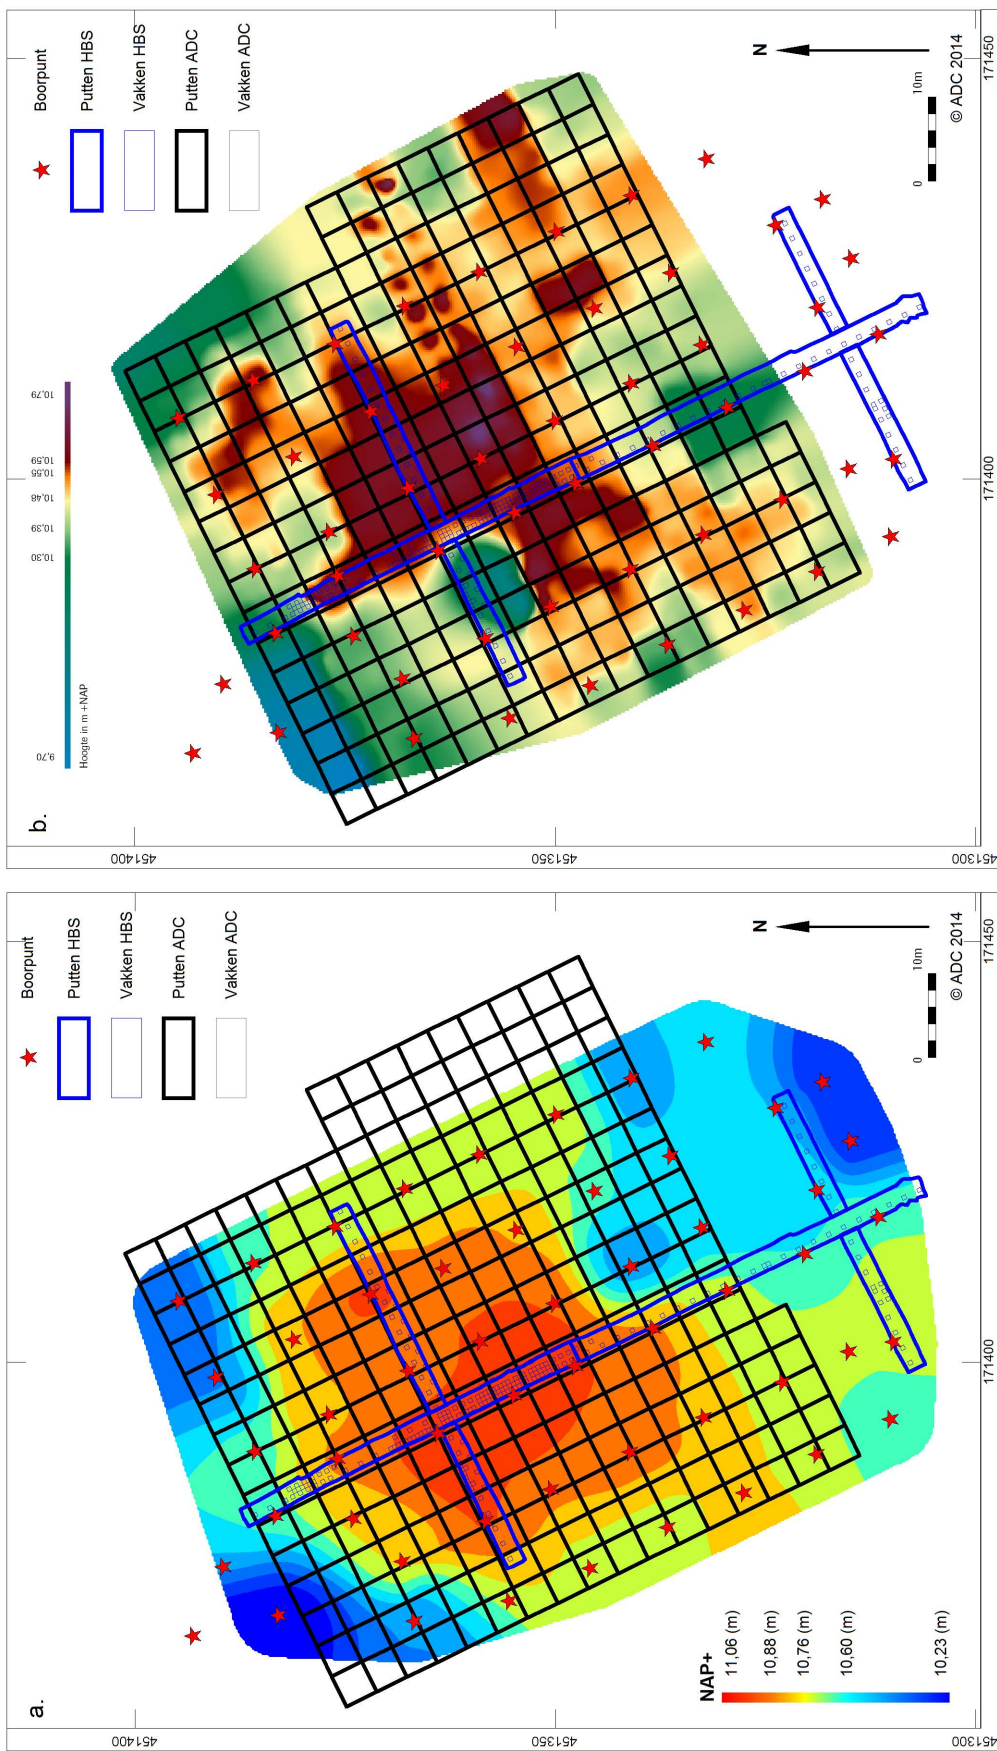 b.
Boorpunt
Putten HBS
Vakken HBS
Putten ADC
Vakken ADC
10,79
10,59
10,55
10,48
10,39
10,30
9,70
Hoogte in m +NAP
N
0
10m
© ADC 2014
451400
451350
451300
171400
171450
a.
Boorpunt
Putten HBS
Vakken HBS
Putten ADC
Vakken ADC
NAP+
11,06 (m)
10,88 (m)
10,76 (m)
10,60 (m)
10,23 (m)
N
0
10m
© ADC 2014
451400
451350
451300
171400
171450